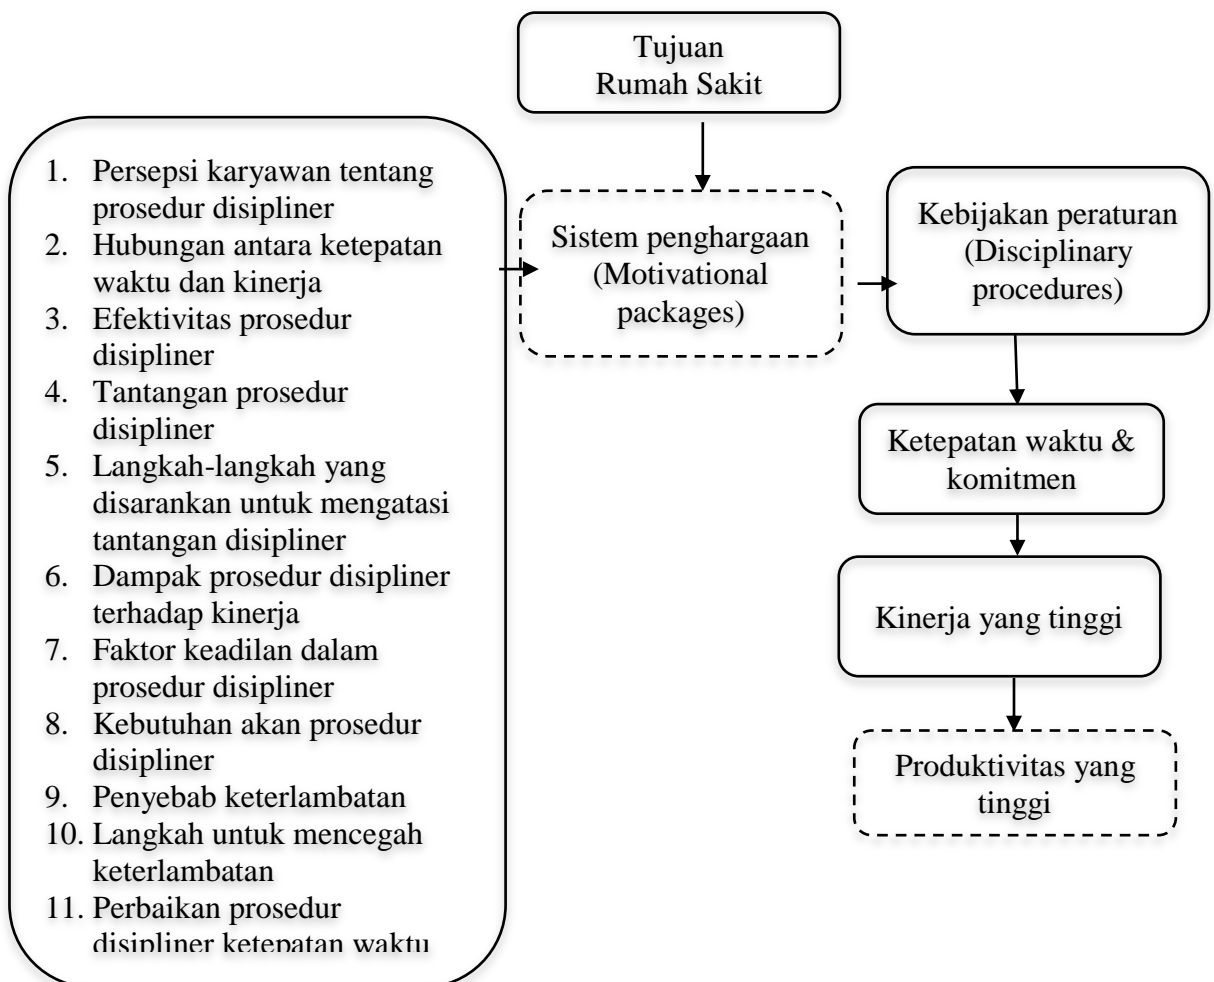 Tujuan
Rumah Sakit
1. Persepsi karyawan tentang
prosedur disipliner
2. Hubungan antara ketepatan
waktu dan kinerja
3. Efektivitas prosedur
disipliner
4. Tantangan prosedur
disipliner
5. Langkah-langkah yang
disarankan untuk mengatasi
tantangan disipliner
6. Dampak prosedur disipliner
terhadap kinerja
7. Faktor keadilan dalam
prosedur disipliner
8. Kebutuhan akan prosedur
disipliner
9. Penyebab keterlambatan
10. Langkah untuk mencegah
keterlambatan
11. Perbaikan prosedur
disipliner ketepatan waktu
Sistem penghargaan
(Motivational
packages)
Kebijakan peraturan
(Disciplinary
procedures)
Ketepatan waktu &
komitmen
Kinerja yang tinggi
Produktivitas yang
tinggi